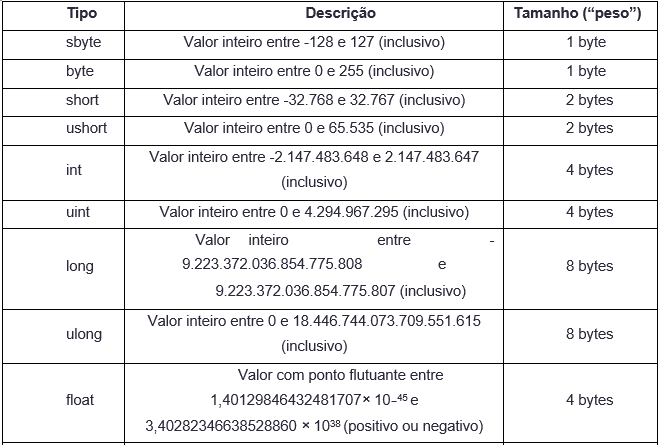 Tipo Descrição Tamanho (“peso”)
sbyte Valor inteiro entre -128 e 127 (inclusivo) 1 byte
byte Valor inteiro entre 0 e 255 (inclusivo) 1 byte
short Valor inteiro entre -32.768 e 32.767 (inclusivo) 2 bytes
ushort Valor inteiro entre 0 e 65.535 (inclusivo) 2 bytes
int Valor inteiro entre -2.147.483.648 e 2.147.483.647
(inclusivo) 4 bytes
uint Valor inteiro entre 0 e 4.294.967.295 (inclusivo) 4 bytes
long Valor inteiro entre -
9.223.372.036.854.775.808 e
9.223.372.036.854.775.807 (inclusivo) 8 bytes
ulong Valor inteiro entre 0 e 18.446.744.073.709.551.615
(inclusivo) 8 bytes
float Valor com ponto flutuante entre
1,40129846432481707× 10-⁴⁵ e
3,40282346638528860 × 10³⁸ (positivo ou negativo) 4 bytes